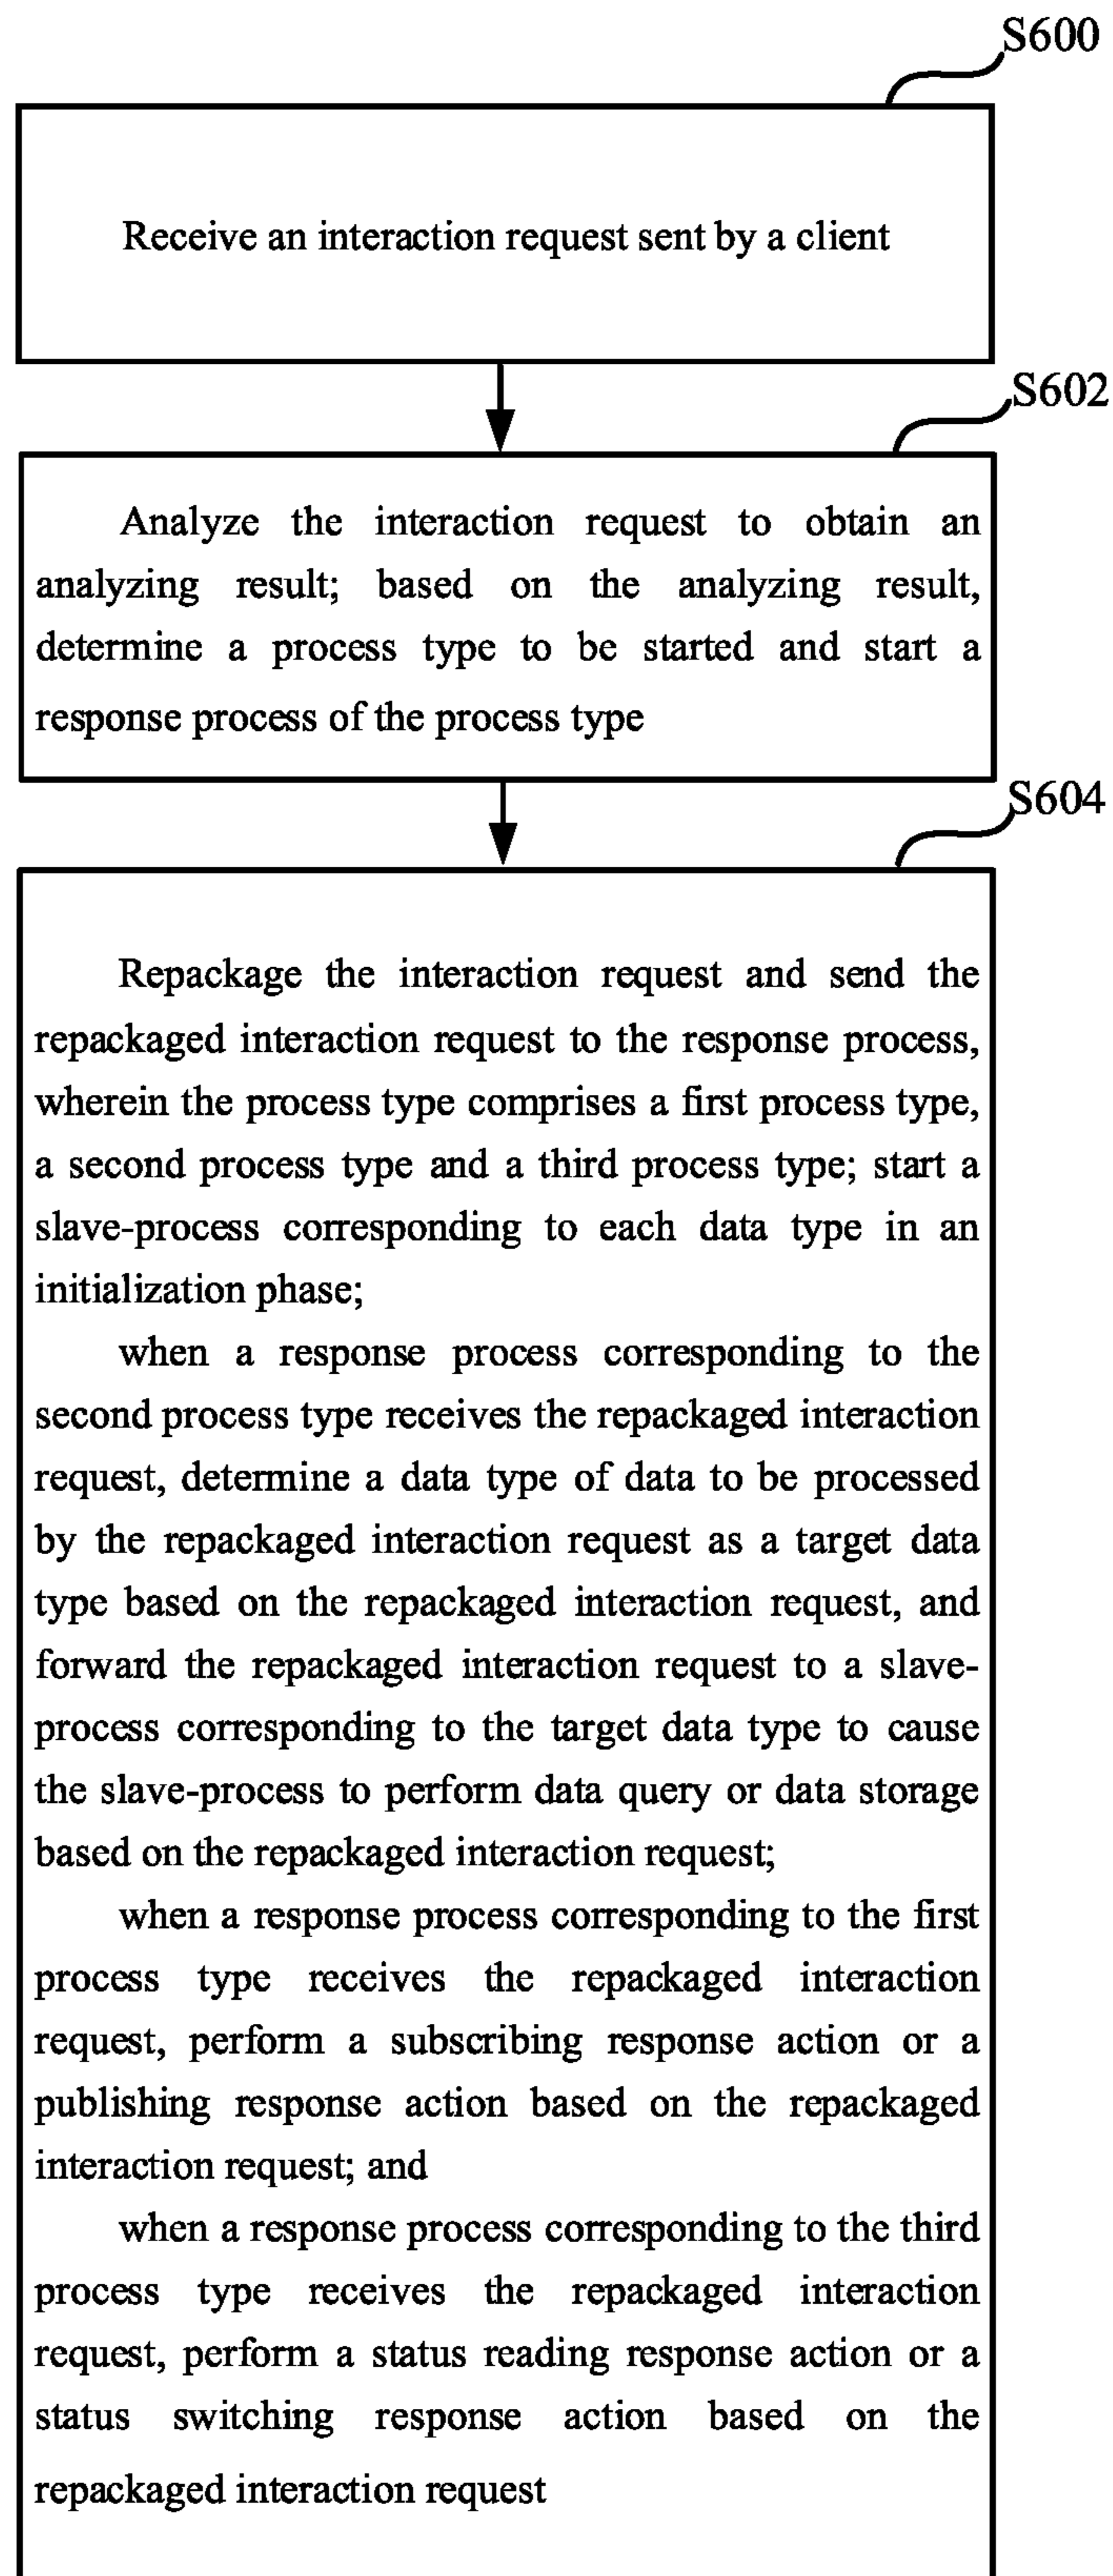 S600
Receive an interaction request sent by a client
S602
Analyze the interaction request to obtain an
analyzing result; based on the analyzing result,
determine a process type to be started and start a
response process of the process type
S604
Repackage the interaction request and send the
repackaged interaction request to the response process,
wherein the process type comprises a first process type,
a second process type and a third process type; start a
slave-process corresponding to each data type in an
initialization phase;
when a response process corresponding to the
second process type receives the repackaged interaction
request, determine a data type of data to be processed
by the repackaged interaction request as a target data
type based on the repackaged interaction request, and
forward the repackaged interaction request to a slave-
process corresponding to the target data type to cause
the slave-process to perform data query or data storage
based on the repackaged interaction request;
when a response process corresponding to the first
process type receives the repackaged interaction
request, perform a subscribing response action or a
publishing response action based on the repackaged
interaction request; and
when a response process corresponding to the third
process type receives the repackaged interaction
request, perform a status reading response action or a
status switching response action based on the
repackaged interaction request